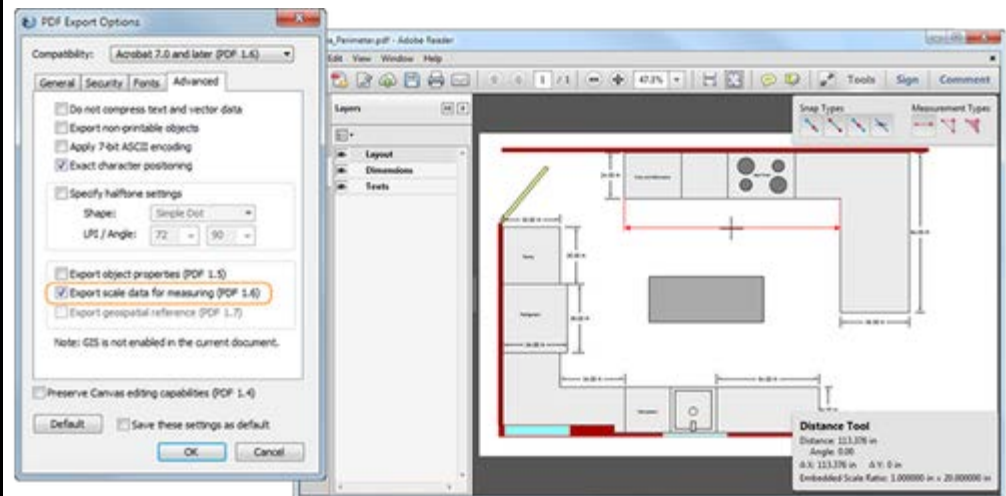 PDF Export Options
Compatibility: Acrobat 7.0 and later (PDF 1.6)
General Security Fonts Advanced
Do not compress text and vector data
Export non-printable objects
Apply 7-bit ASCII encoding
Exact character positioning
Specify halftone settings
Shape: Simple Dot
LPI / Angle: 72 90
Export object properties (PDF 1.5)
Export scale data for measuring (PDF 1.6)
Export geospatial reference (PDF 1.7)
Note: GIS is not enabled in the current document.
Preserve Canvas editing capabilities (PDF 1.4)
Default Save these settings as default
OK Cancel
_Perimeter.pdf - Adobe Reader
Edit View Window Help
1 / 1 47.1% Tools Sign Comment
Layers
Layout
Dimensions
Texts
Snap Types Measurement Types
Distance Tool
Distance: 113.376 in
Angle: 0.00
Δ X: 113.376 in Δ Y: 0 in
Embedded Scale Ratio: 1.000000 in = 20.000000 in